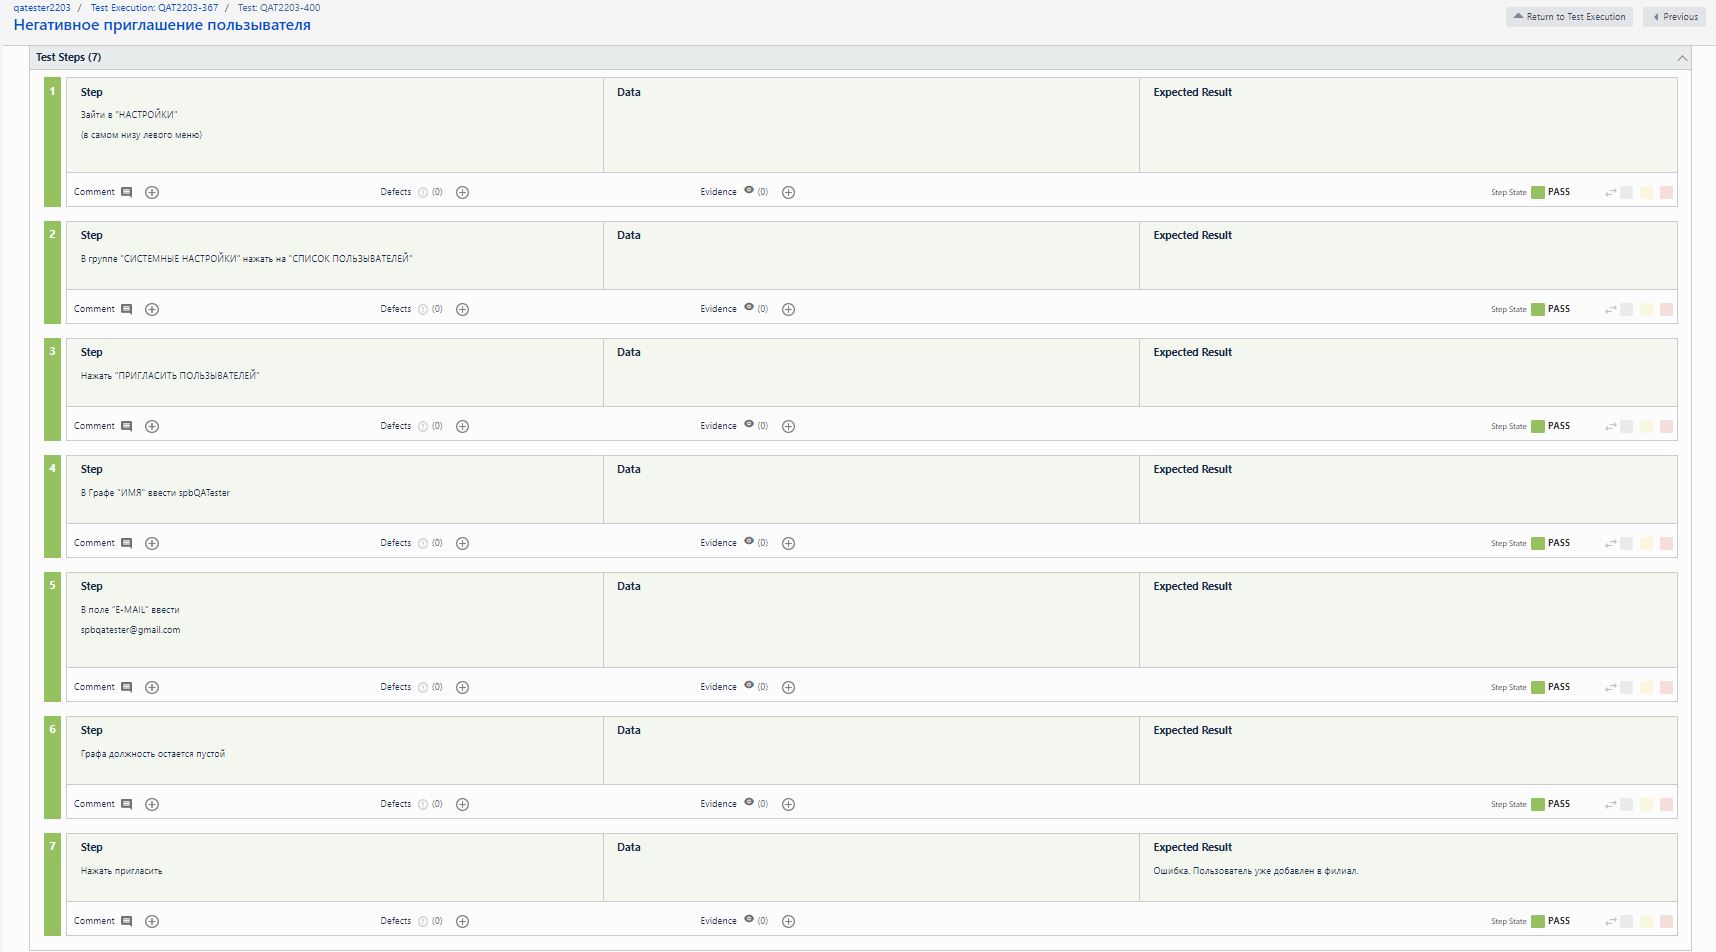 qatester2203 / Test Execution: QAT2203-367 / Test: QAT2203-400
Негативное приглашение пользователя
Return to Test Execution
Previous
Test Steps (7)
1
Step
Data
Expected Result
Зайти в "НАСТРОЙКИ"
(в самом низу левого меню)
Comment Defects (0) Evidence (0) Step State PASS
2
Step
Data
Expected Result
В группе "СИСТЕМНЫЕ НАСТРОЙКИ" нажать на "СПИСОК ПОЛЬЗЫВАТЕЛЕЙ"
Comment Defects (0) Evidence (0) Step State PASS
3
Step
Data
Expected Result
Нажать "ПРИГЛАСИТЬ ПОЛЬЗЫВАТЕЛЕЙ"
Comment Defects (0) Evidence (0) Step State PASS
4
Step
Data
Expected Result
В Графе "ИМЯ" ввести spbQATester
Comment Defects (0) Evidence (0) Step State PASS
5
Step
Data
Expected Result
В поле "E-MAIL" ввести
spbqatester@gmail.com
Comment Defects (0) Evidence (0) Step State PASS
6
Step
Data
Expected Result
Графа должность остается пустой
Comment Defects (0) Evidence (0) Step State PASS
7
Step
Data
Expected Result
Нажать пригласить
Ошибка, Пользователь уже добавлен в филиал.
Comment Defects (0) Evidence (0) Step State PASS